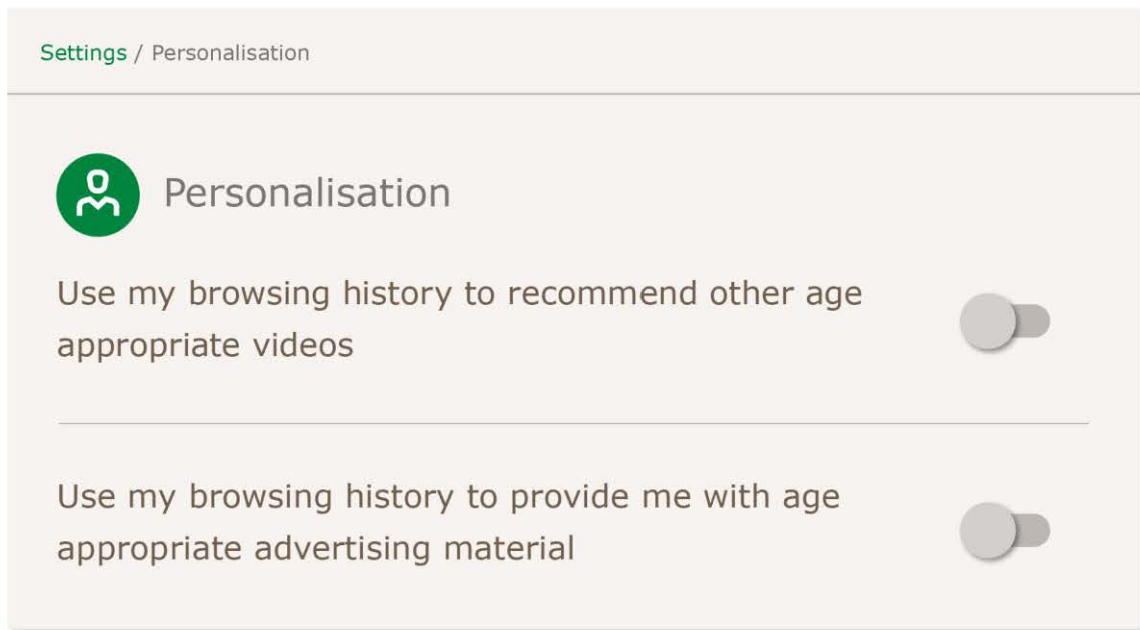 Settings / Personalisation
Personalisation
Use my browsing history to recommend other age
appropriate videos
Use my browsing history to provide me with age
appropriate advertising material